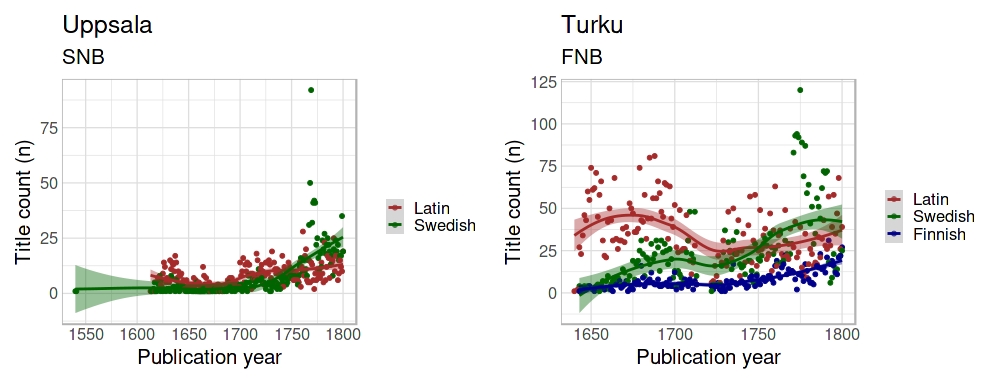 Uppsala
SNB
Title count (n)
75
25
0
1550
1600
1650
1700
1750
1800
Publication year
Latin
Swedish
Turku
FNB
Title count (n)
125
100
75
50
25
0
1650
1700
1750
1800
Publication year
Latin
Swedish
Finnish